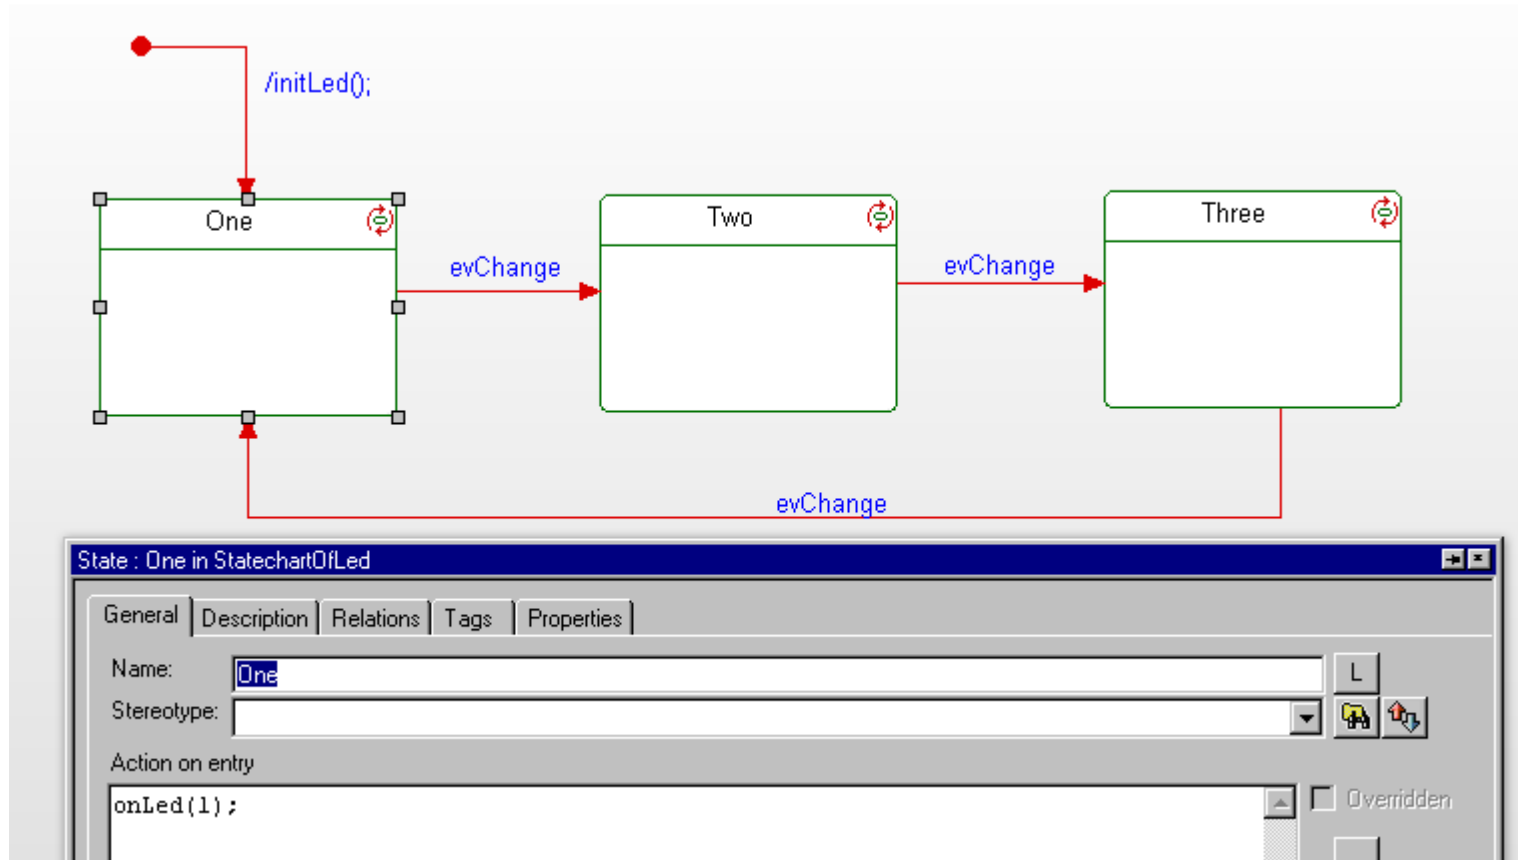 /initLed();
One
Two
Three
evChange
evChange
evChange
State : One in StatechartOfLed
General Description Relations Tags Properties
Name: One L
Stereotype:
Action on entry
onLed(1); Overridden